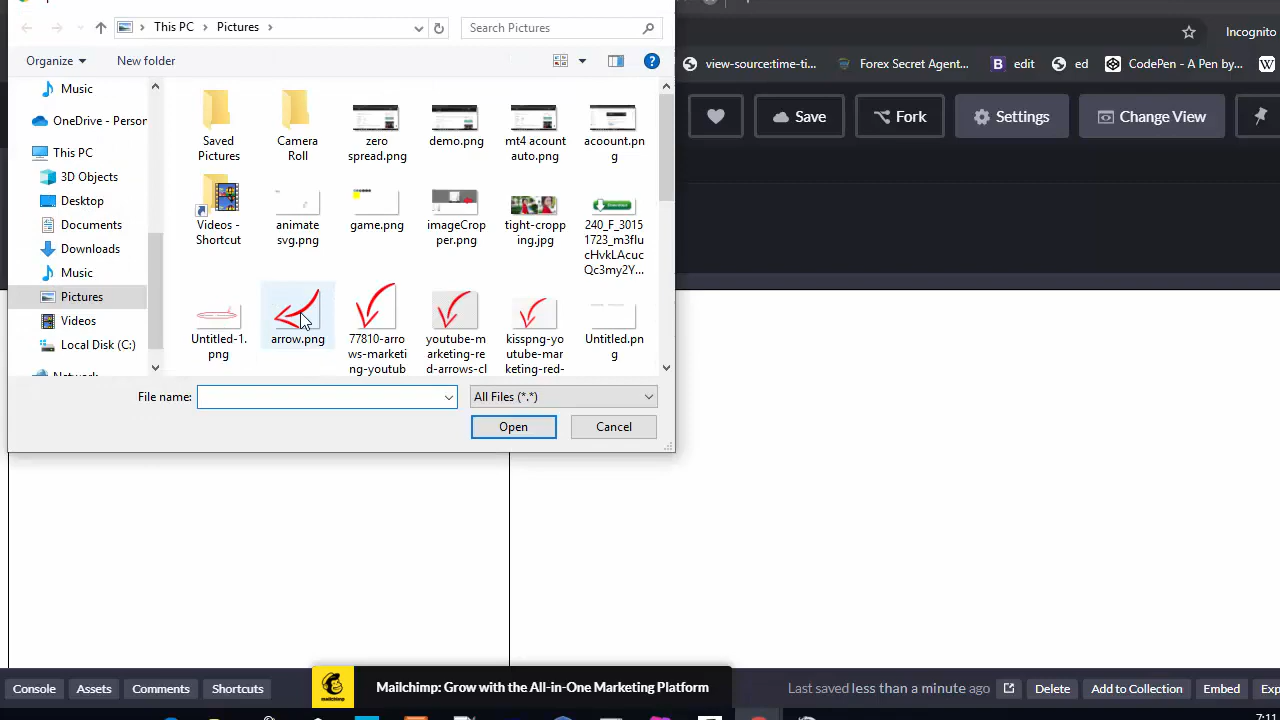 This PC
Pictures
Search Pictures
Incognito
Organize
New folder
view-source:time-ti...
Forex Secret Agent...
edit
ed
CodePen - A Pen by...
Music
OneDrive - Person
This PC
3D Objects
Desktop
Documents
Downloads
Music
Pictures
Videos
Local Disk (C:)
Network
Saved
Pictures
Camera
Roll
zero
spread.png
demo.png
mt4 acount
auto.png
acoount.pn
g
Videos -
Shortcut
animate
svg.png
game.png
imageCrop
per.png
tight-cropp
ing.jpg
240_F_3015
1723_m3fIu
cHvkLAcuc
Qc3my2Y...
Untitled-1.
png
arrow.png
77810-arro
ws-marketi
ng-youtub
youtube-m
arketing-re
d-arrows-cl
kisspng-yo
utube-mar
keting-red-
Untitled.pn
g
File name:
All Files (*.*)
Open
Cancel
Save
Fork
Settings
Change View
Console
Assets
Comments
Shortcuts
mailchimp
Mailchimp: Grow with the All-in-One Marketing Platform
Last saved less than a minute ago
Delete
Add to Collection
Embed
Exp
7:11